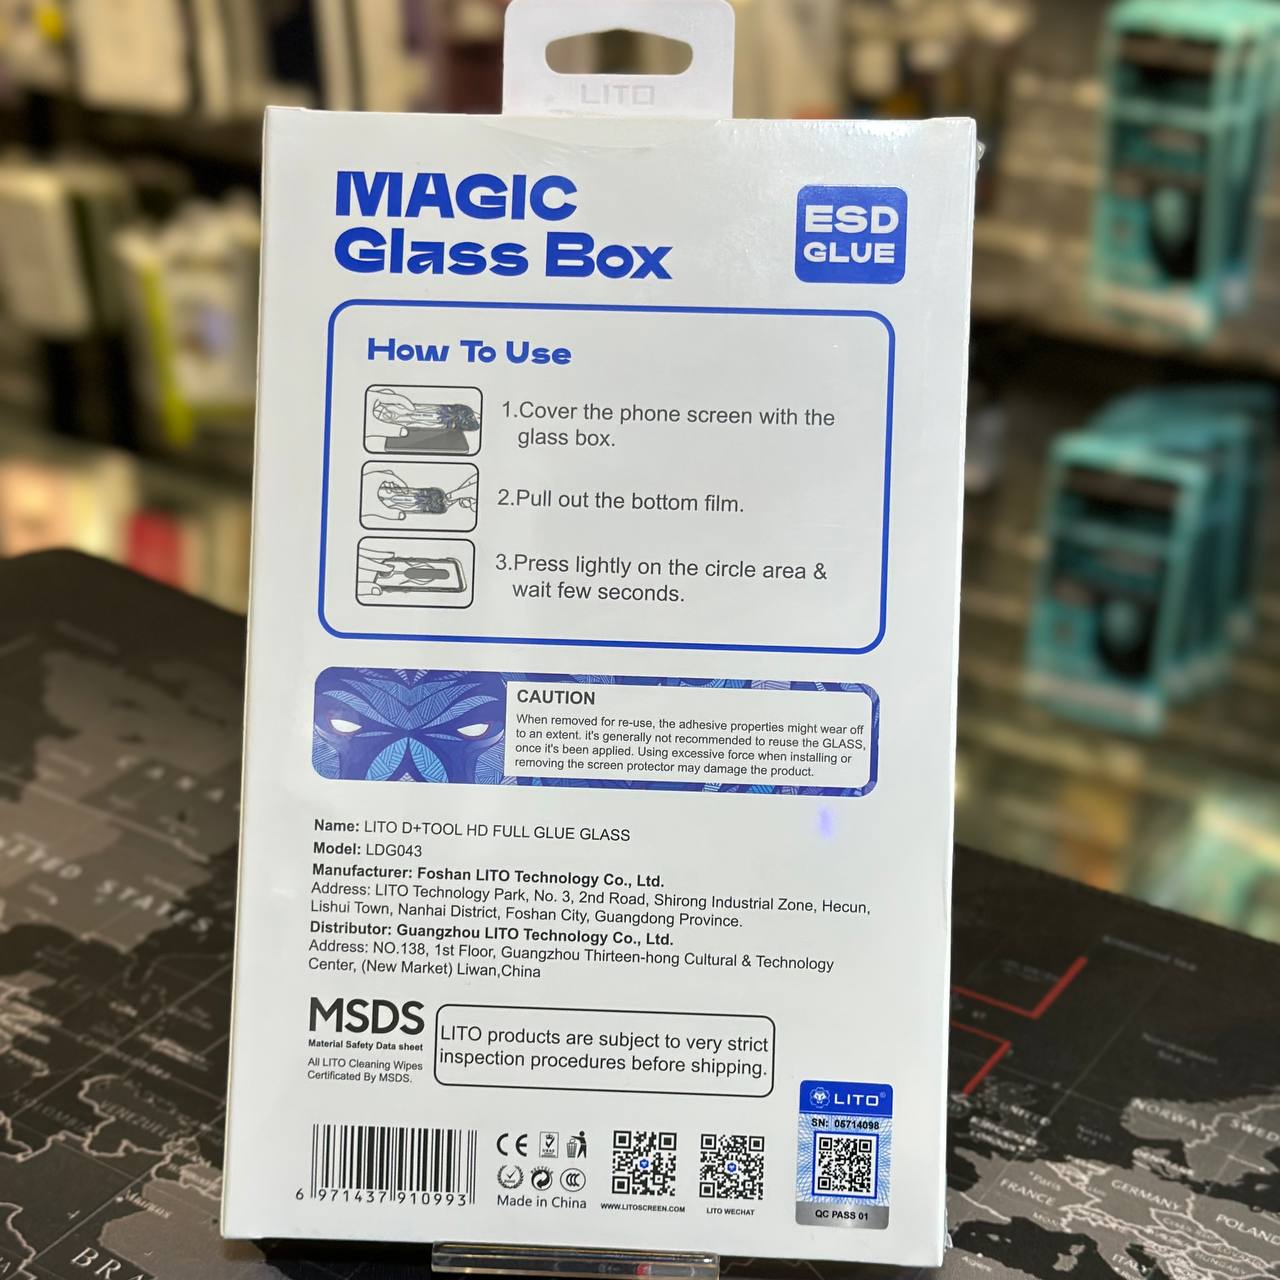 LITO
MAGIC
Glass Box
ESD
GLUE
How To Use
1.Cover the phone screen with the
glass box.
2.Pull out the bottom film.
3.Press lightly on the circle area &
wait few seconds.
CAUTION
When removed for re-use, the adhesive properties might wear off
to an extent. it's generally not recommended to reuse the GLASS,
once it's been applied. Using excessive force when installing or
removing the screen protector may damage the product.
Name: LITO D+TOOL HD FULL GLUE GLASS
Model: LDG043
Manufacturer: Foshan LITO Technology Co., Ltd.
Address: LITO Technology Park, No. 3, 2nd Road, Shirong Industrial Zone, Hecun,
Lishui Town, Nanhai District, Foshan City, Guangdong Province.
Distributor: Guangzhou LITO Technology Co., Ltd.
Address: NO.138, 1st Floor, Guangzhou Thirteen-hong Cultural & Technology
Center, (New Market) Liwan,China
MSDS
Material Safety Data sheet
All LITO Cleaning Wipes
Certificated By MSDS.
LITO products are subject to very strict
inspection procedures before shipping.
LITO
SN: 05714098
QC PASS 01
6 971437 910993
CE
Made in China
WWW.LITOSCREEN.COM
LITO WECHAT
NORWAY
FRANCE
GERMANY
POLAND
ITALY